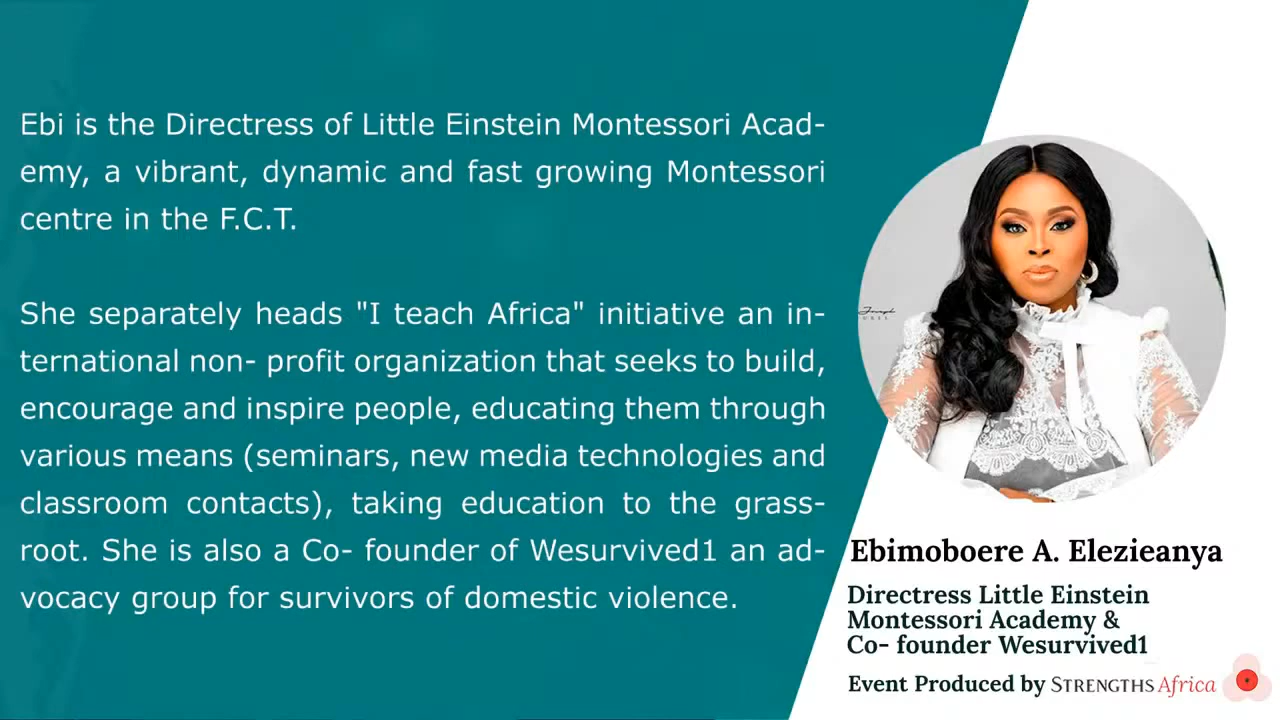 Ebi is the Directress of Little Einstein Montessori Acad-
emy, a vibrant, dynamic and fast growing Montessori
centre in the F.C.T.
She separately heads "I teach Africa" initiative an in-
ternational non- profit organization that seeks to build,
encourage and inspire people, educating them through
various means (seminars, new media technologies and
classroom contacts), taking education to the grass-
root. She is also a Co- founder of Wesurvived1 an ad-
vocacy group for survivors of domestic violence.
Ebimoboere A. Elezieanya
Directress Little Einstein
Montessori Academy &
Co- founder Wesurvived1
Event Produced by STRENGTHS Africa